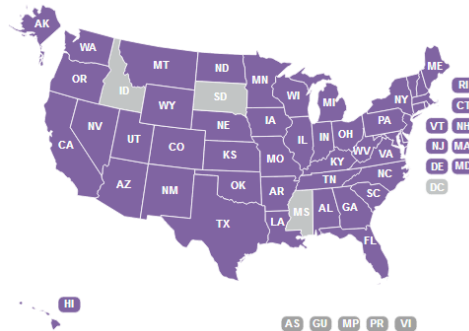 AK
WA
MT
ND
MN
ME
OR
ID
SD
WI
MI
NY
RI
WY
CT
NV
NE
IA
PA
VT
NH
CA
UT
CO
IL
IN
OH
NJ
MA
KS
MO
WV
VA
KY
DE
MD
AZ
NM
OK
AR
TN
NC
SC
DC
TX
LA
MS
AL
GA
FL
HI
AS
GU
MP
PR
VI